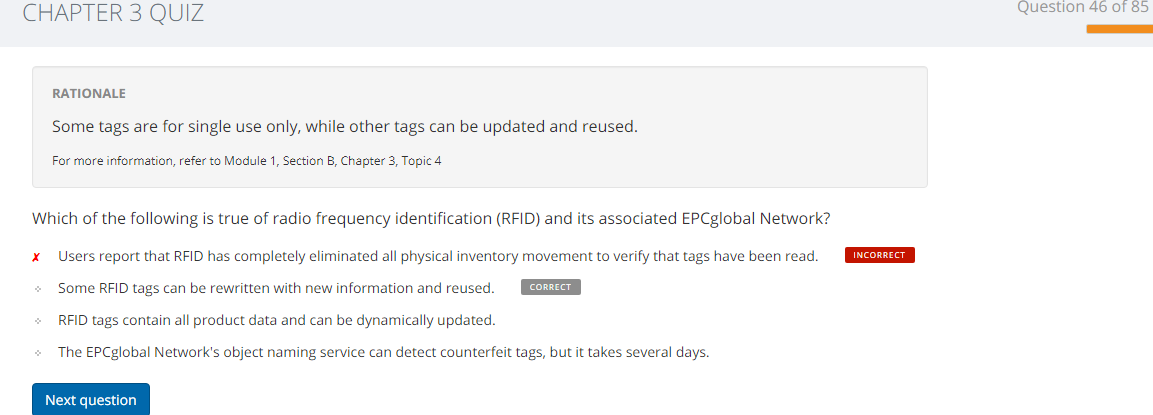 CHAPTER 3 QUIZ
Question 46 of 85
RATIONALE
Some tags are for single use only, while other tags can be updated and reused.
For more information, refer to Module 1, Section B, Chapter 3, Topic 4
Which of the following is true of radio frequency identification (RFID) and its associated EPCglobal Network?
✗ Users report that RFID has completely eliminated all physical inventory movement to verify that tags have been read. INCORRECT
Some RFID tags can be rewritten with new information and reused. CORRECT
RFID tags contain all product data and can be dynamically updated.
The EPCglobal Network's object naming service can detect counterfeit tags, but it takes several days.
Next question